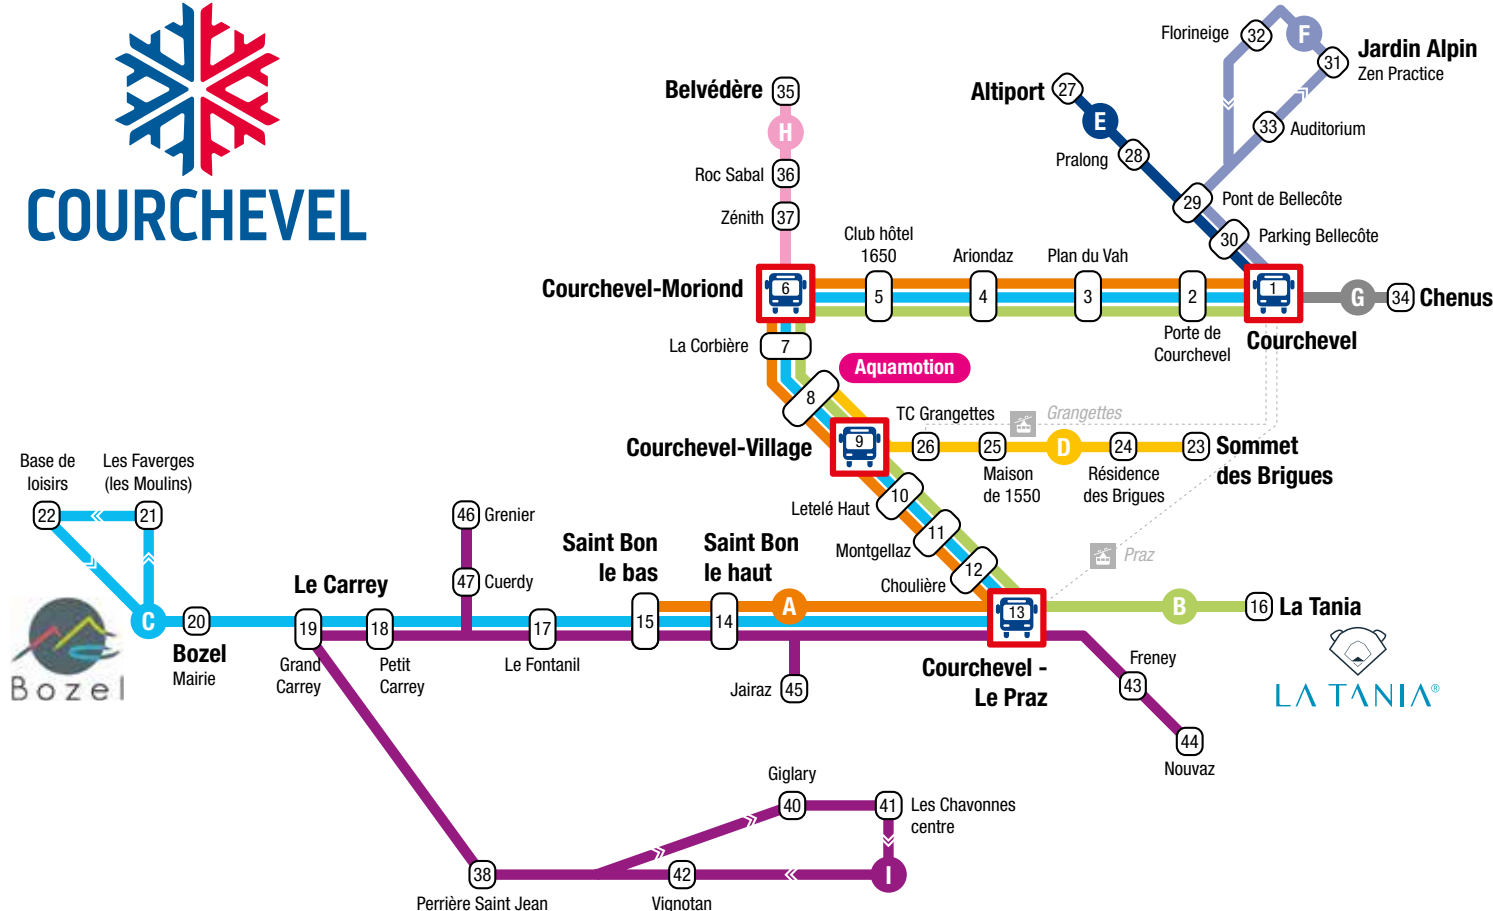 COURCHEVEL
Florineige
32
F
31
Jardin Alpin
Zen Practice
Belvédère
35
Altiport
27
H
E
33
Auditorium
Pralong
28
Roc Sabal
36
29
Pont de Bellecôte
Zénith
37
30
Parking Bellecôte
Club hôtel
1650
Ariondaz
Plan du Vah
Courchevel-Moriond
6
5
4
3
2
1
G
34
Chenus
Porte de
Courchevel
Courchevel
La Corbière
7
Aquamotion
8
TC Grangettes
Grangettes
Courchevel-Village
9
26
25
D
24
23
Sommet
des Brigues
Maison
de 1550
Résidence
des Brigues
Base de
loisirs
Les Faverges
(les Moulins)
22
21
46
Grenier
Letelé Haut
10
Montgellaz
11
Praz
Saint Bon
le bas
Saint Bon
le haut
Choulière
12
Le Carrey
47
Cuerdy
C
20
19
18
17
15
14
A
13
B
16
La Tania
Bozel
Mairie
Bozel
Grand
Carrey
Petit
Carrey
Le Fontanil
Jairaz
45
Courchevel -
Le Praz
Freney
43
LA TANIA®
44
Nouvaz
Giglary
40
41
Les Chavonnes
centre
38
42
I
Perrière Saint Jean
Vignotan